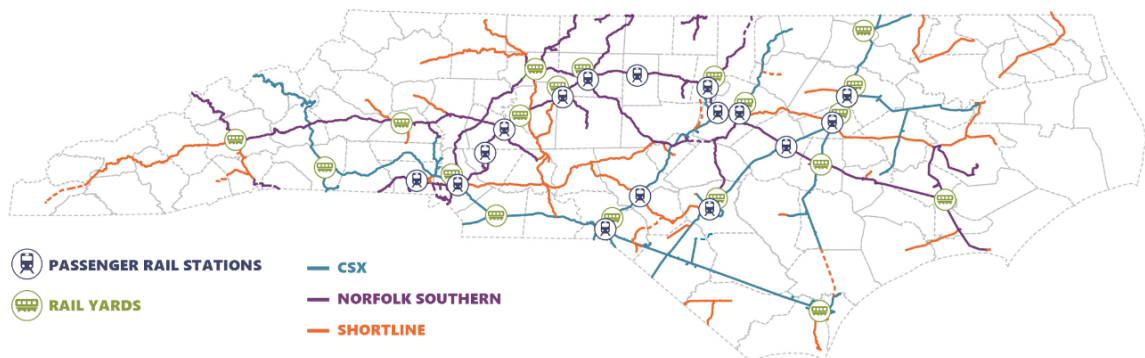 PASSENGER RAIL STATIONS
RAIL YARDS
CSX
NORFOLK SOUTHERN
SHORTLINE